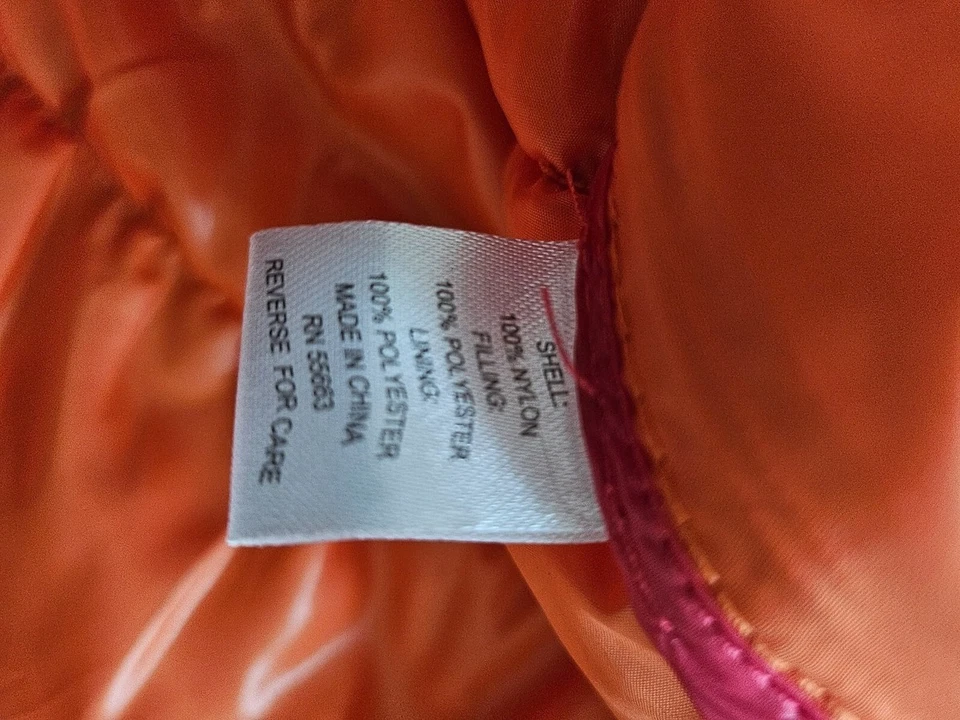 SHELL:
100% NYLON
FILLING:
100% POLYESTER
LINING:
100% POLYESTER
MADE IN CHINA
RN 55663
REVERSE FOR CARE